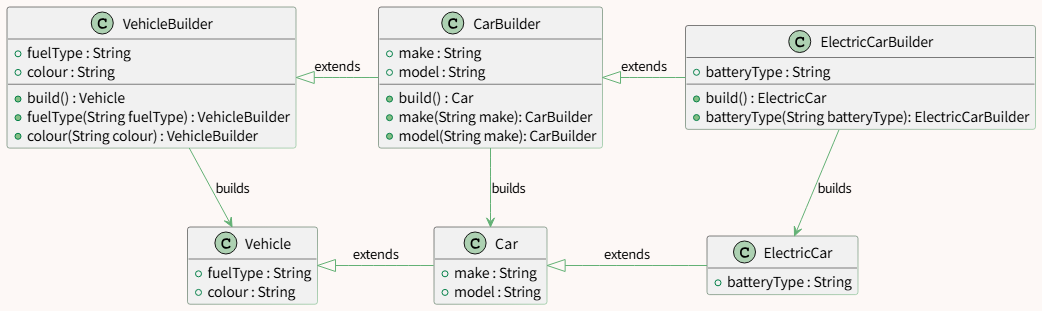 C VehicleBuilder
fuelType : String
colour : String
build() : Vehicle
fuelType(String fuelType) : VehicleBuilder
colour(String colour) : VehicleBuilder
extends
C CarBuilder
make : String
model : String
build() : Car
make(String make): CarBuilder
model(String make): CarBuilder
extends
C ElectricCarBuilder
batteryType : String
build() : ElectricCar
batteryType(String batteryType): ElectricCarBuilder
builds
builds
builds
C Vehicle
fuelType : String
colour : String
extends
C Car
make : String
model : String
extends
C ElectricCar
batteryType : String